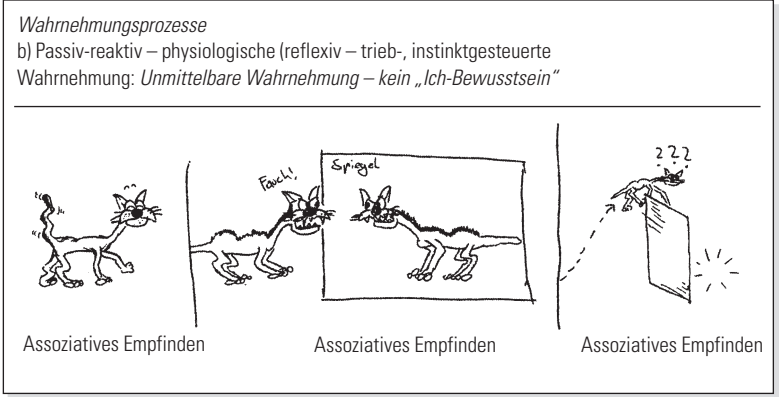 Wahrnehmungsprozesse
b) Passiv-reaktiv – physiologische (reflexiv – trieb-, instinktgesteuerte
Wahrnehmung: Unmittelbare Wahrnehmung – kein „Ich-Bewusstsein“
Fauch!
Spiegel
? ? ?
Assoziatives Empfinden
Assoziatives Empfinden
Assoziatives Empfinden